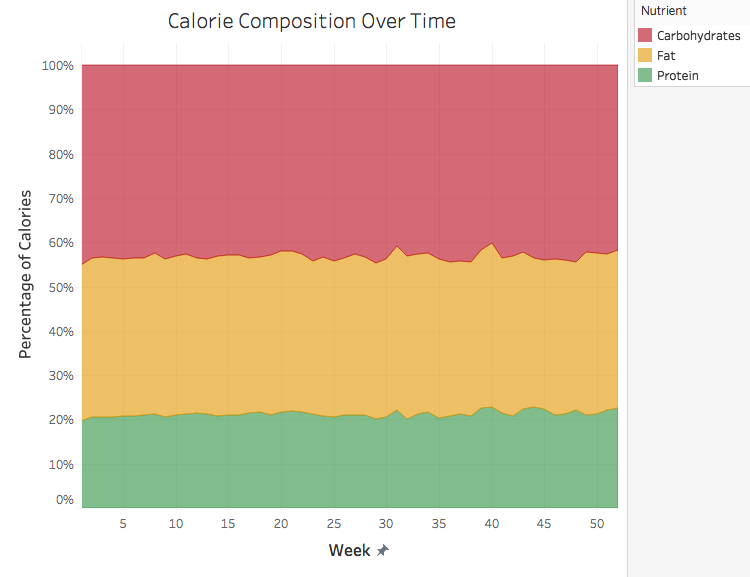 Calorie Composition Over Time
Nutrient
Carbohydrates
Fat
Protein
Percentage of Calories
100%
90%
80%
70%
60%
50%
40%
30%
20%
10%
0%
5 10 15 20 25 30 35 40 45 50
Week